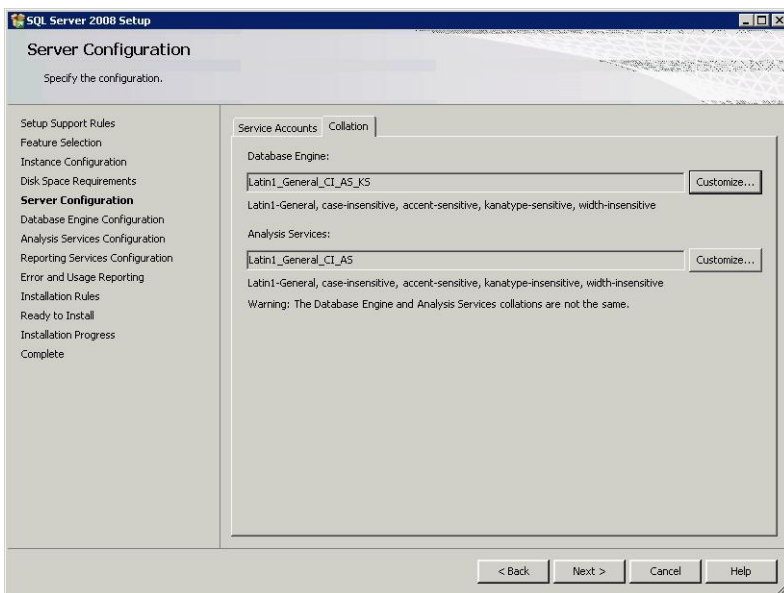 SQL Server 2008 Setup
Server Configuration
Specify the configuration.
Setup Support Rules
Feature Selection
Instance Configuration
Disk Space Requirements
Server Configuration
Database Engine Configuration
Analysis Services Configuration
Reporting Services Configuration
Error and Usage Reporting
Installation Rules
Ready to Install
Installation Progress
Complete
Service Accounts Collation
Database Engine:
Latin1_General_CI_AS_KS Customize...
Latin1-General, case-insensitive, accent-sensitive, kanatype-sensitive, width-insensitive
Analysis Services:
Latin1_General_CI_AS Customize...
Latin1-General, case-insensitive, accent-sensitive, kanatype-insensitive, width-insensitive
Warning: The Database Engine and Analysis Services collations are not the same.
< Back Next > Cancel Help